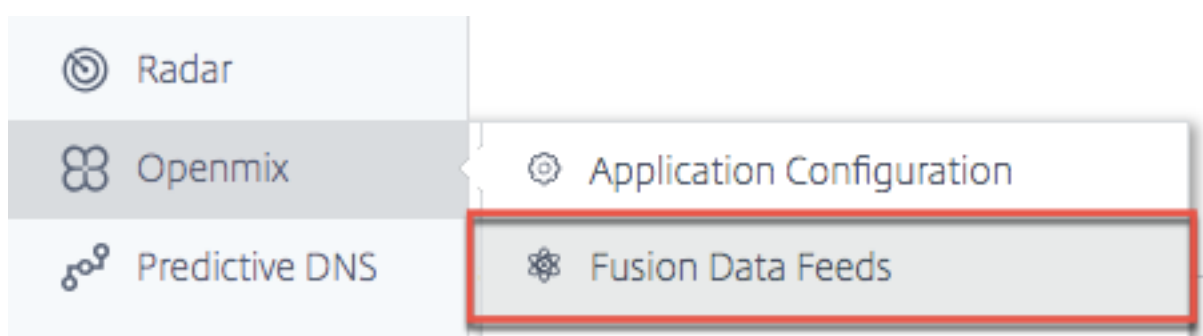 Radar
Openmix
Application Configuration
Predictive DNS
Fusion Data Feeds